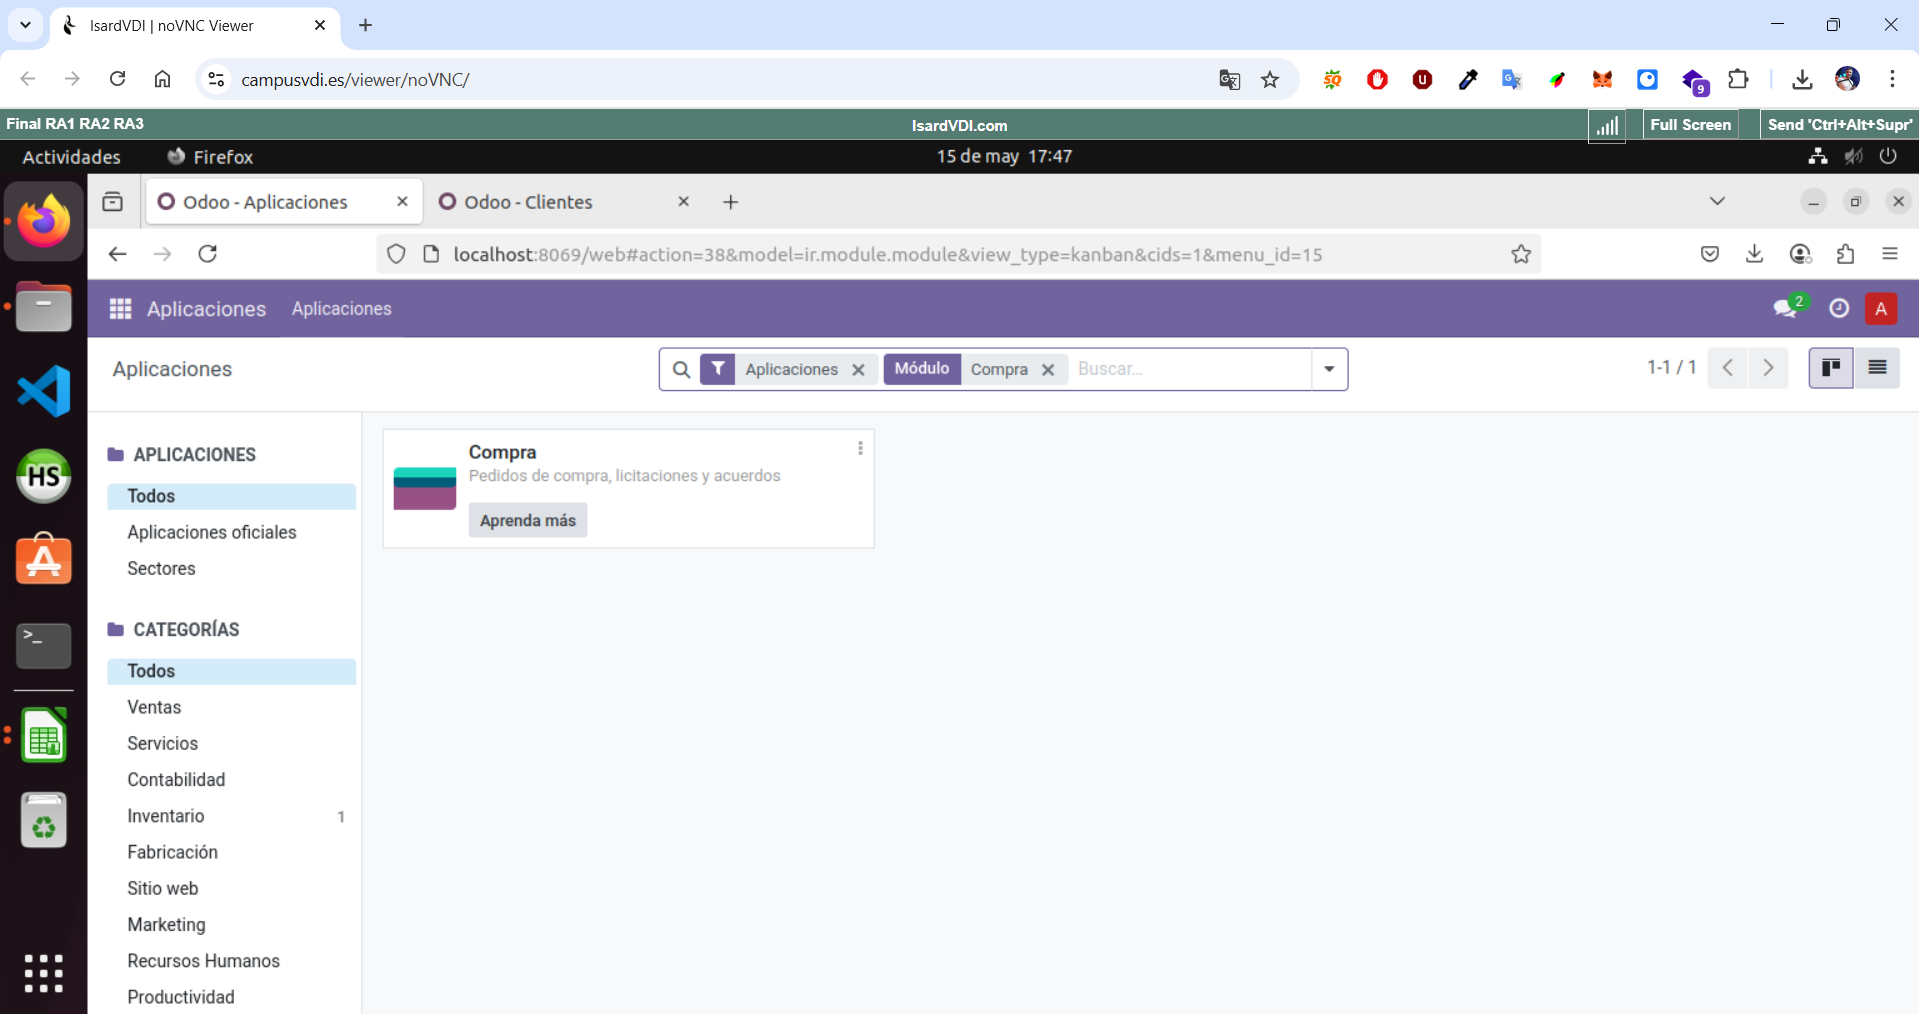 IsardVDI | noVNC Viewer
campusvdi.es/viewer/noVNC/
9
Final RA1 RA2 RA3
IsardVDI.com
Full Screen
Send 'Ctrl+Alt+Supr'
Actividades
Firefox
15 de may 17:47
Odoo - Aplicaciones
Odoo - Clientes
localhost:8069/web#action=38&model=ir.module.module&view_type=kanban&cids=1&menu_id=15
Aplicaciones
Aplicaciones
2
A
Aplicaciones
Aplicaciones
Módulo
Compra
Buscar...
1-1 / 1
APLICACIONES
Todos
Aplicaciones oficiales
Sectores
CATEGORÍAS
Todos
Ventas
Servicios
Contabilidad
Inventario 1
Fabricación
Sitio web
Marketing
Recursos Humanos
Productividad
Compra
Pedidos de compra, licitaciones y acuerdos
Aprenda más
HS